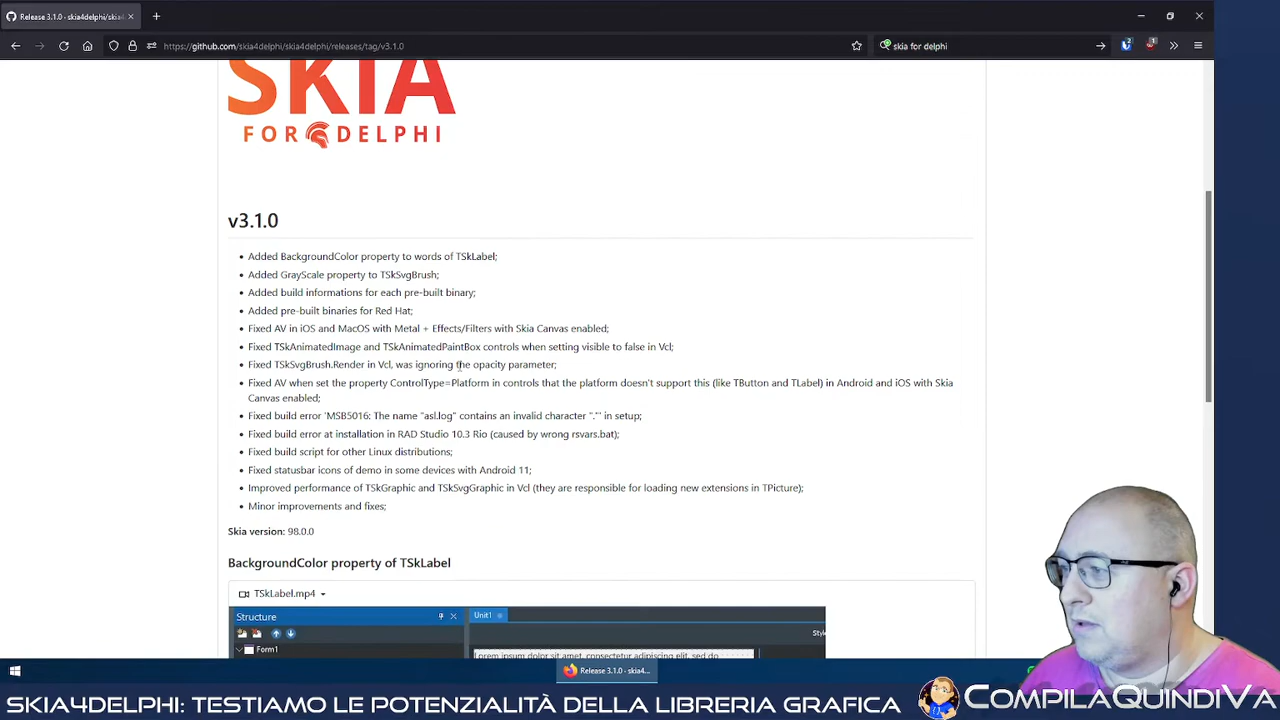 Release 3.1.0 · skia4delphi/skia4
https://github.com/skia4delphi/skia4delphi/releases/tag/v3.1.0
skia for delphi
SKIA
FOR DELPHI
v3.1.0
Added BackgroundColor property to words of TSkLabel;
Added GrayScale property to TSkSvgBrush;
Added build informations for each pre-built binary;
Added pre-built binaries for Red Hat;
Fixed AV in iOS and MacOS with Metal + Effects/Filters with Skia Canvas enabled;
Fixed TSkAnimatedImage and TSkAnimatedPaintBox controls when setting visible to false in Vcl;
Fixed TSkSvgBrush.Render in Vcl, was ignoring the opacity parameter;
Fixed AV when set the property ControlType=Platform in controls that the platform doesn't support this (like TButton and TLabel) in Android and iOS with Skia
Canvas enabled;
Fixed build error 'MSB5016: The name "asl.log" contains an invalid character "."' in setup;
Fixed build error at installation in RAD Studio 10.3 Rio (caused by wrong rsvars.bat);
Fixed build script for other Linux distributions;
Fixed statusbar icons of demo in some devices with Android 11;
Improved performance of TSkGraphic and TSkSvgGraphic in Vcl (they are responsible for loading new extensions in TPicture);
Minor improvements and fixes;
Skia version: 98.0.0
BackgroundColor property of TSkLabel
TSkLabel.mp4
Structure
Unit1
Style
Form1
Lorem ipsum dolor sit amet, consectetur adipiscing elit, sed do
Release 3.1.0 - skia4...
SKIA4DELPHI: TESTIAMO LE POTENZIALITÀ DELLA LIBRERIA GRAFICA
COMPILAQUINDIVA